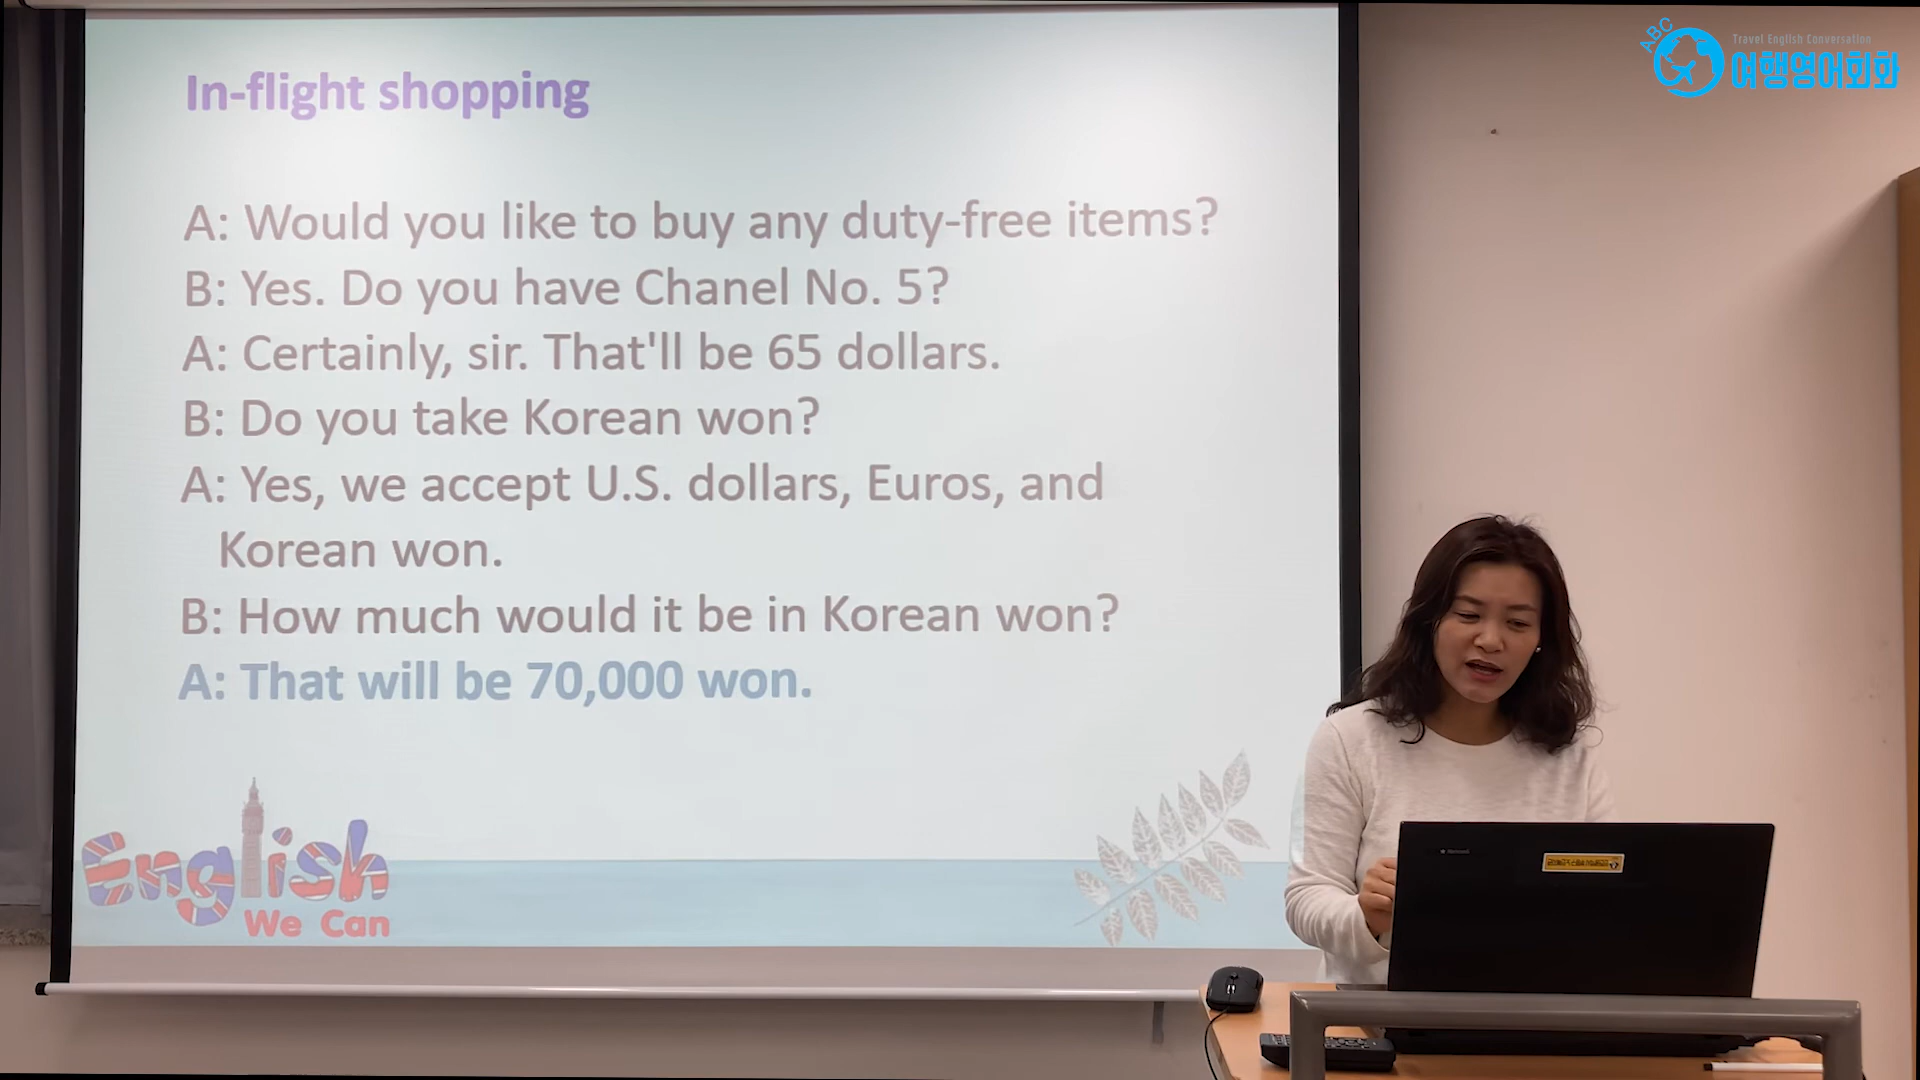 ABC
Travel English Conversation
여행영어회화
In-flight shopping
A: Would you like to buy any duty-free items?
B: Yes. Do you have Chanel No. 5?
A: Certainly, sir. That'll be 65 dollars.
B: Do you take Korean won?
A: Yes, we accept U.S. dollars, Euros, and
Korean won.
B: How much would it be in Korean won?
A: That will be 70,000 won.
English
We Can